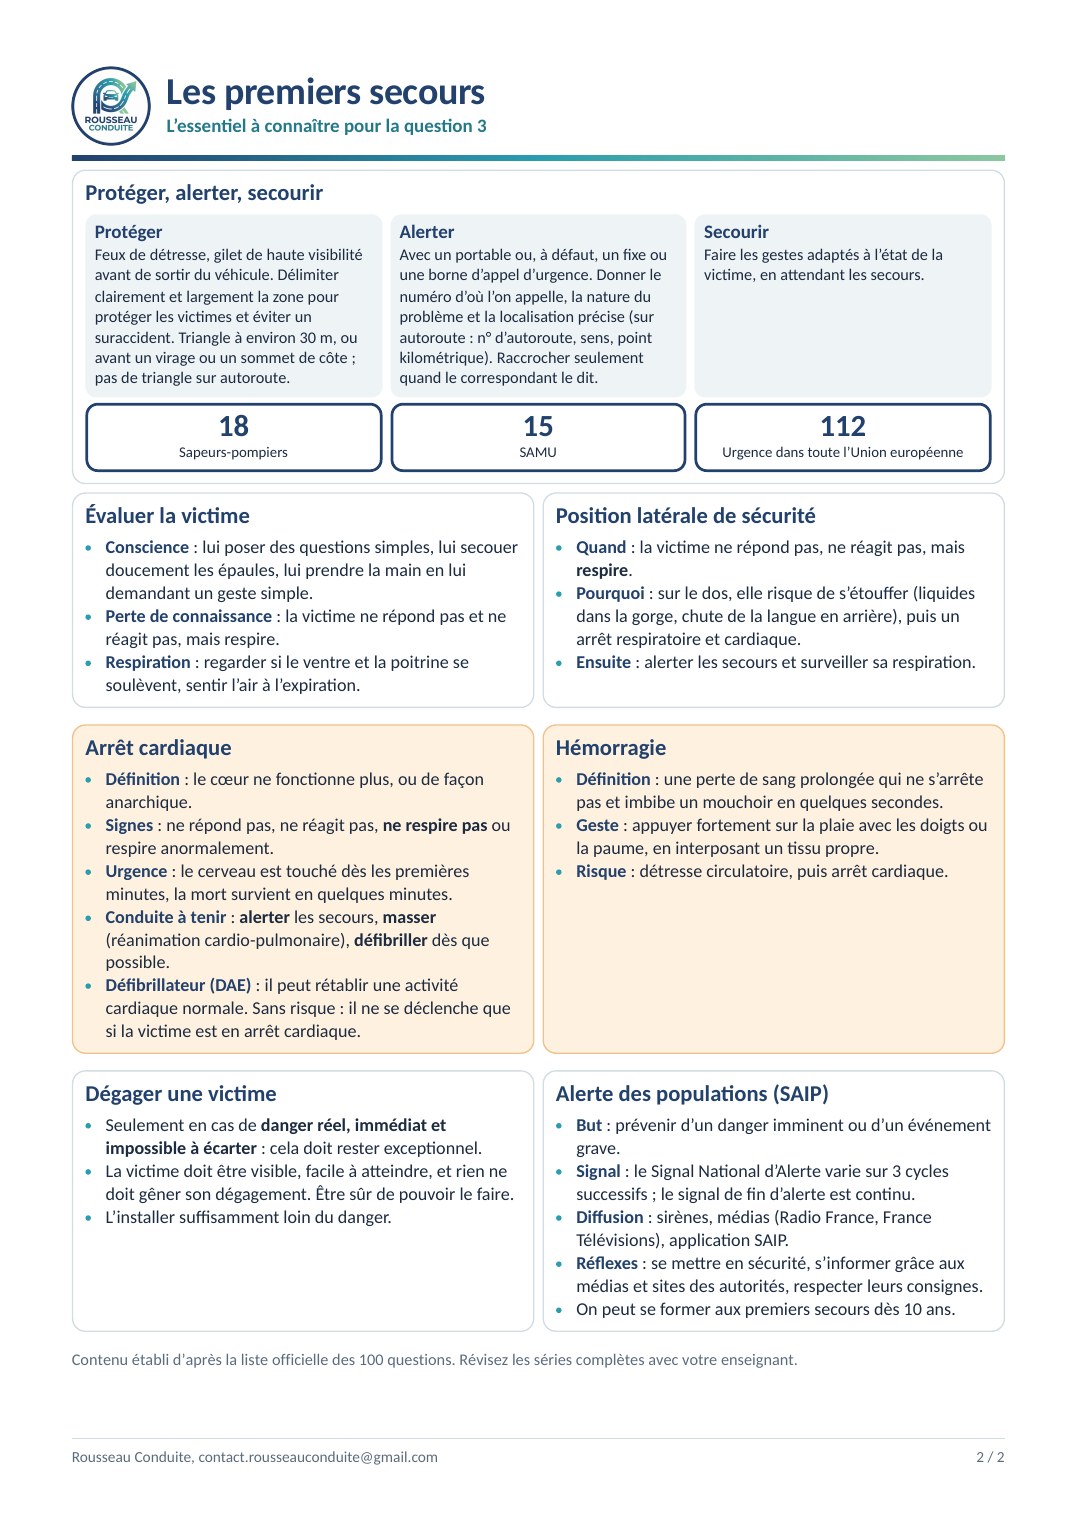 ROUSSEAU
CONDUITE
Les premiers secours
L'essentiel à connaître pour la question 3
Protéger, alerter, secourir
Protéger
Feux de détresse, gilet de haute visibilité
avant de sortir du véhicule. Délimiter
clairement et largement la zone pour
protéger les victimes et éviter un
suraccident. Triangle à environ 30 m, ou
avant un virage ou un sommet de côte ;
pas de triangle sur autoroute.
Alerter
Avec un portable ou, à défaut, un fixe ou
une borne d'appel d'urgence. Donner le
numéro d'où l'on appelle, la nature du
problème et la localisation précise (sur
autoroute : n° d'autoroute, sens, point
kilométrique). Raccrocher seulement
quand le correspondant le dit.
Secourir
Faire les gestes adaptés à l'état de la
victime, en attendant les secours.
18
Sapeurs-pompiers
15
SAMU
112
Urgence dans toute l'Union européenne
Évaluer la victime
• Conscience : lui poser des questions simples, lui secouer
doucement les épaules, lui prendre la main en lui
demandant un geste simple.
• Perte de connaissance : la victime ne répond pas et ne
réagit pas, mais respire.
• Respiration : regarder si le ventre et la poitrine se
soulèvent, sentir l'air à l'expiration.
Position latérale de sécurité
• Quand : la victime ne répond pas, ne réagit pas, mais
respire.
• Pourquoi : sur le dos, elle risque de s'étouffer (liquides
dans la gorge, chute de la langue en arrière), puis un
arrêt respiratoire et cardiaque.
• Ensuite : alerter les secours et surveiller sa respiration.
Arrêt cardiaque
• Définition : le cœur ne fonctionne plus, ou de façon
anarchique.
• Signes : ne répond pas, ne réagit pas, ne respire pas ou
respire anormalement.
• Urgence : le cerveau est touché dès les premières
minutes, la mort survient en quelques minutes.
• Conduite à tenir : alerter les secours, masser
(réanimation cardio-pulmonaire), défibriller dès que
possible.
• Défibrillateur (DAE) : il peut rétablir une activité
cardiaque normale. Sans risque : il ne se déclenche que
si la victime est en arrêt cardiaque.
Hémorragie
• Définition : une perte de sang prolongée qui ne s'arrête
pas et imbibe un mouchoir en quelques secondes.
• Geste : appuyer fortement sur la plaie avec les doigts ou
la paume, en interposant un tissu propre.
• Risque : détresse circulatoire, puis arrêt cardiaque.
Dégager une victime
• Seulement en cas de danger réel, immédiat et
impossible à écarter : cela doit rester exceptionnel.
• La victime doit être visible, facile à atteindre, et rien ne
doit gêner son dégagement. Être sûr de pouvoir le faire.
• L'installer suffisamment loin du danger.
Alerte des populations (SAIP)
• But : prévenir d'un danger imminent ou d'un événement
grave.
• Signal : le Signal National d'Alerte varie sur 3 cycles
successifs ; le signal de fin d'alerte est continu.
• Diffusion : sirènes, médias (Radio France, France
Télévisions), application SAIP.
• Réflexes : se mettre en sécurité, s'informer grâce aux
médias et sites des autorités, respecter leurs consignes.
• On peut se former aux premiers secours dès 10 ans.
Contenu établi d'après la liste officielle des 100 questions. Révisez les séries complètes avec votre enseignant.
Rousseau Conduite, contact.rousseauconduite@gmail.com
2 / 2